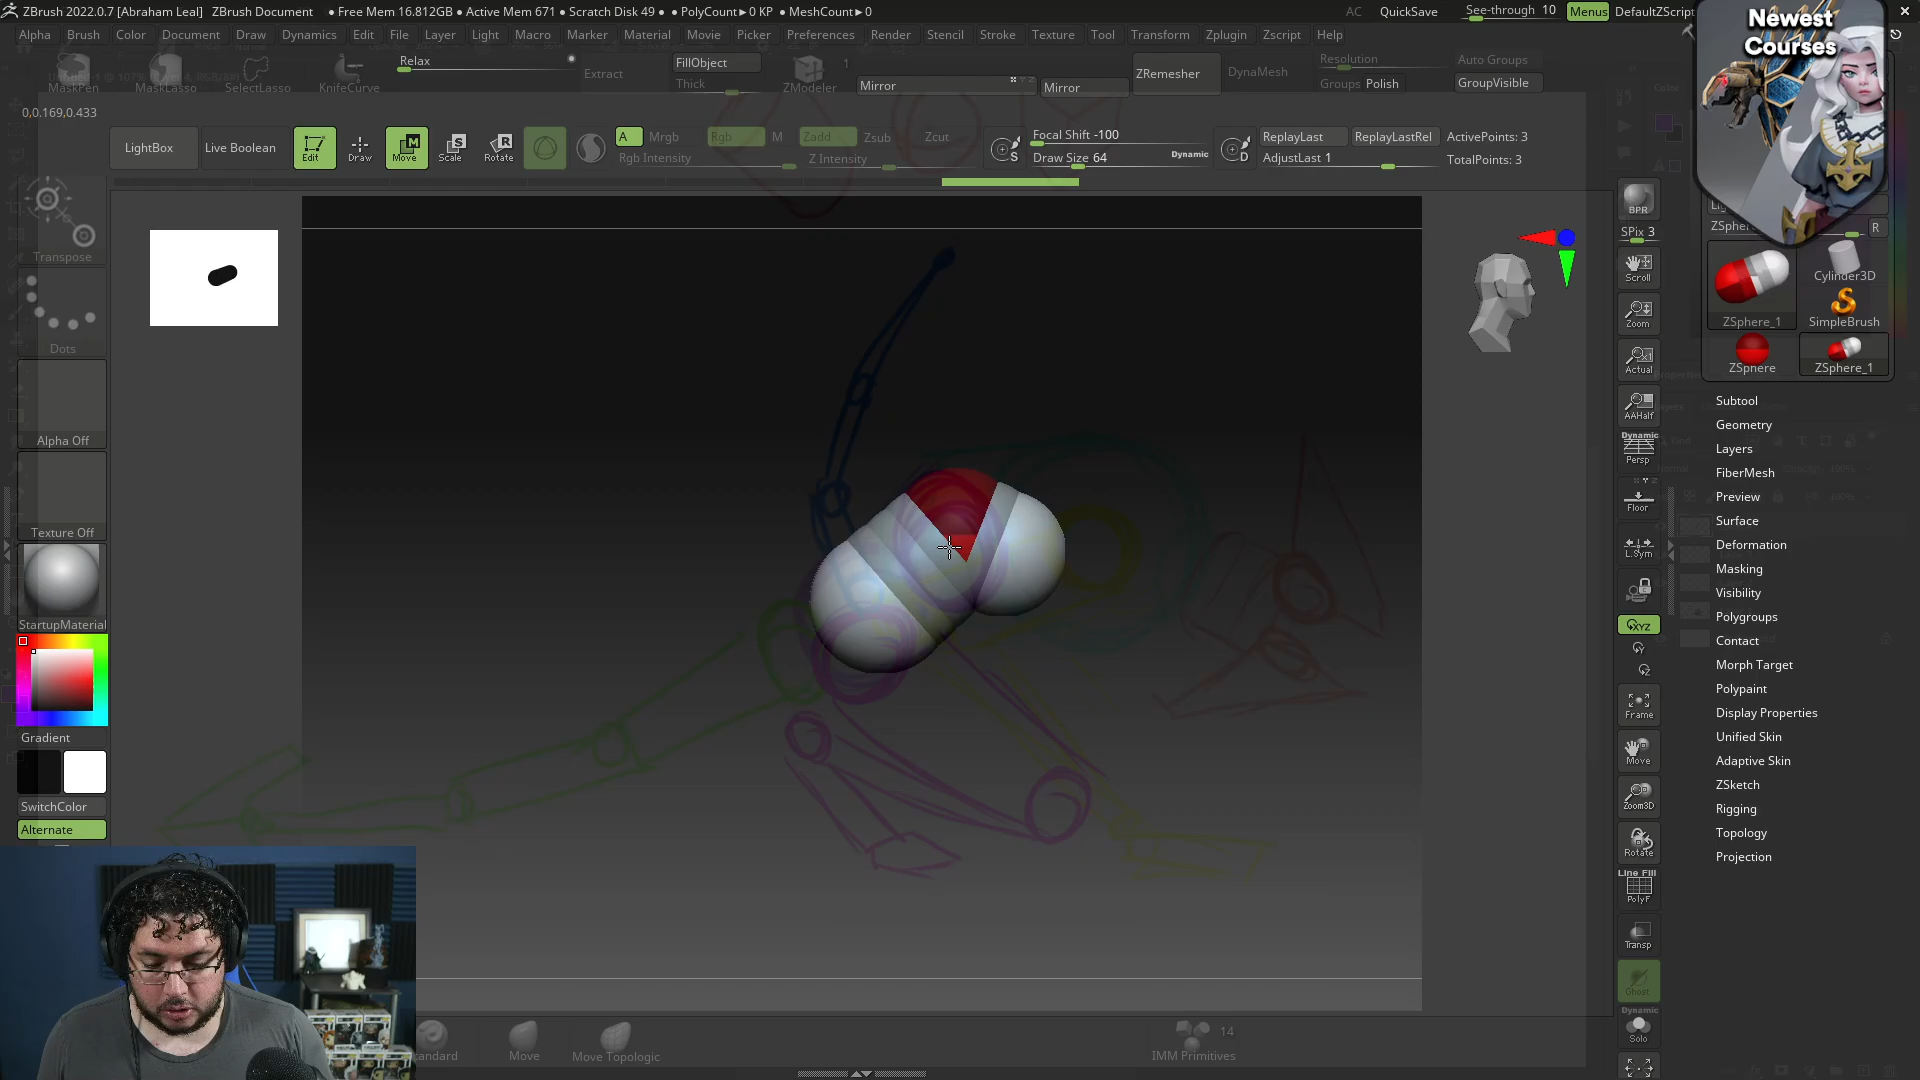 ZBrush 2022.0.7 [Abraham Leal] ZBrush Document • Free Mem 16.812GB • Active Mem 671 • Scratch Disk 49 • PolyCount► 0 KP • MeshCount► 0 AC QuickSave See-through 10 Menus DefaultZScript
Newest
Courses
Alpha Brush Color Document Draw Dynamics Edit File Layer Light Macro Marker Material Movie Picker Preferences Render Stencil Stroke Texture Tool Transform Zplugin Zscript Help
Relax Extract FillObject 1 ZRemesher DynaMesh Resolution Auto Groups
MaskPen MaskLasso SelectLasso KnifeCurve Thick ZModeler Mirror Mirror Groups Polish GroupVisible
0,0.169,0.433
LightBox Live Boolean Edit Draw Move Scale Rotate A Mrgb Rgb M Zadd Zsub Zcut Focal Shift -100 ReplayLast ReplayLastRel ActivePoints: 3
Rgb Intensity Z Intensity Draw Size 64 Dynamic AdjustLast 1 TotalPoints: 3
Transpose
Dots
Alpha Off
Texture Off
StartupMaterial
Gradient
SwitchColor
Alternate
BPR
SPix 3
Scroll
Zoom
Actual
AAHalf
Dynamic
Persp
Floor
L.Sym
XYZ
Frame
Move
Zoom3D
Rotate
Line Fill
PolyF
Transp
Ghost
Dynamic
Solo
R
Cylinder3D
ZSphere_1 SimpleBrush
ZSphere ZSphere_1
Subtool
Geometry
Layers
FiberMesh
Preview
Surface
Deformation
Masking
Visibility
Polygroups
Contact
Morph Target
Polypaint
Display Properties
Unified Skin
Adaptive Skin
ZSketch
Rigging
Topology
Projection
Move Move Topologic IMM Primitives 14